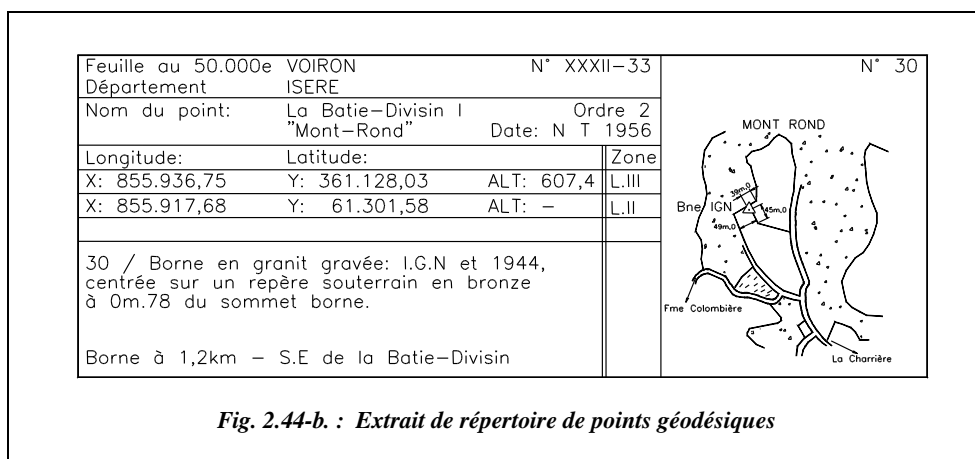 Feuille au 50.000e VOIRON N° XXXII-33
Département ISERE
Nom du point: La Batie-Divisin I Ordre 2
"Mont-Rond" Date: N T 1956
Longitude: Latitude: Zone
X: 855.936,75 Y: 361.128,03 ALT: 607,4 L.III
X: 855.917,68 Y: 61.301,58 ALT: - L.II
30 / Borne en granit gravée: I.G.N et 1944,
centrée sur un repère souterrain en bronze
à 0m.78 du sommet borne.
Borne à 1,2km - S.E de la Batie-Divisin
N° 30
MONT ROND
39m,0
Bne IGN
45m,0
49m,0
Fme Colombière
La Charrière
Fig. 2.44-b. : Extrait de répertoire de points géodésiques